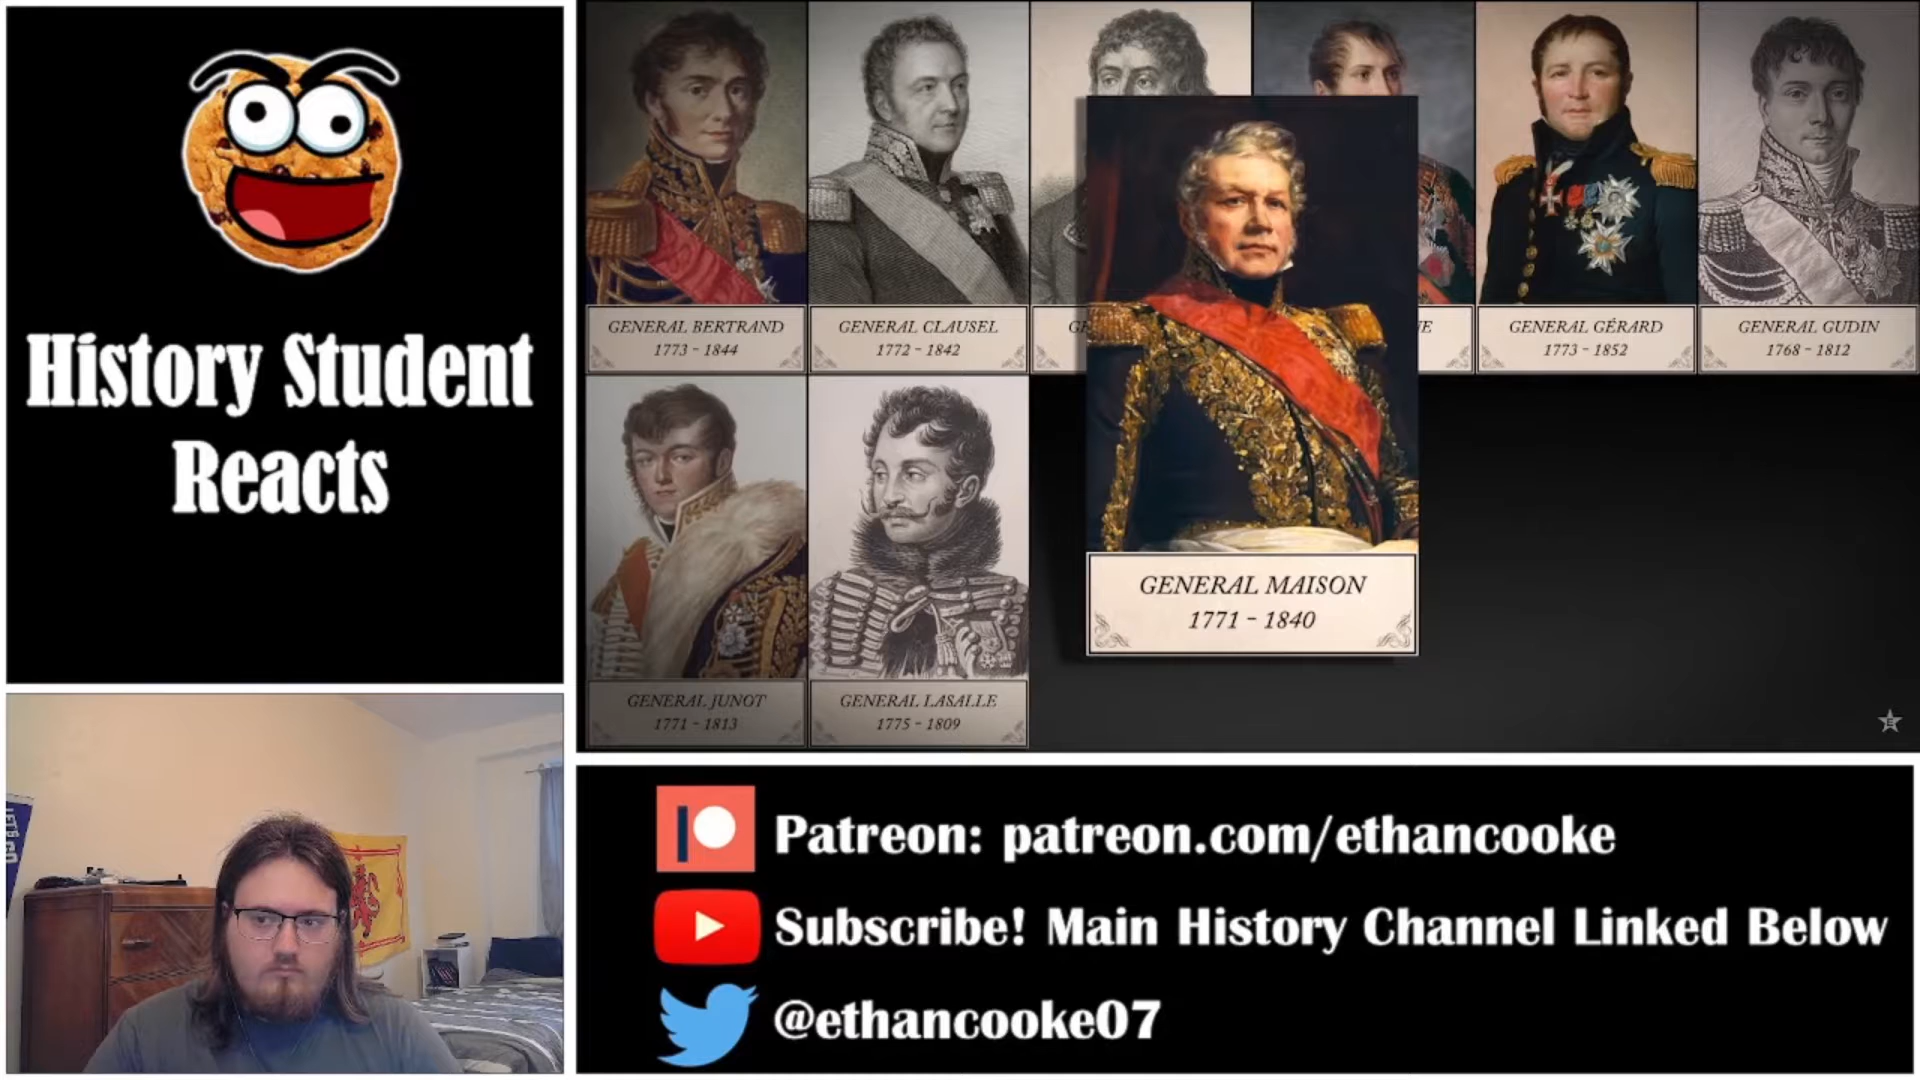 History Student
Reacts
GENERAL BERTRAND
1773 - 1844
GENERAL CLAUSEL
1772 - 1842
GENERAL GÉRARD
1773 - 1852
GENERAL GUDIN
1768 - 1812
GENERAL JUNOT
1771 - 1813
GENERAL LASALLE
1775 - 1809
GENERAL MAISON
1771 - 1840
Patreon: patreon.com/ethancooke
Subscribe! Main History Channel Linked Below
@ethancooke07